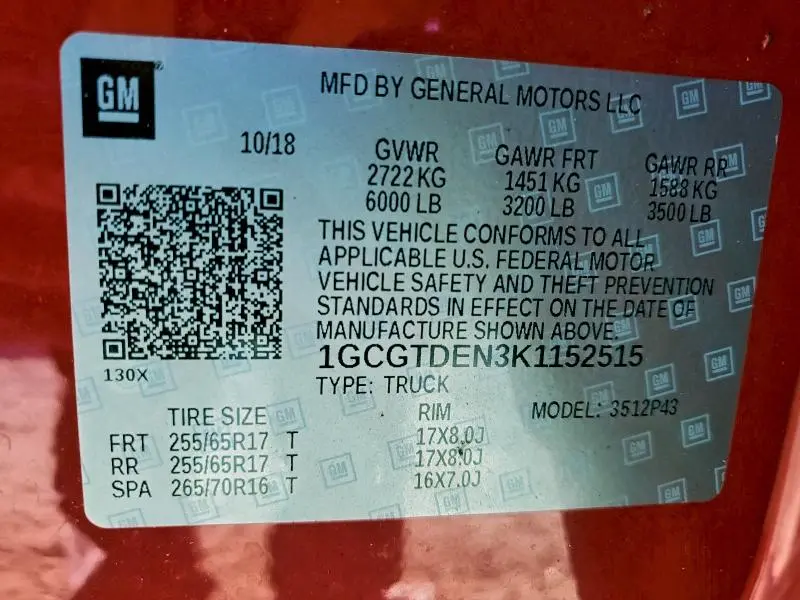 GM
MFD BY GENERAL MOTORS LLC
10/18
GVWR GAWR FRT GAWR RR
2722 KG 1451 KG 1588 KG
6000 LB 3200 LB 3500 LB
THIS VEHICLE CONFORMS TO ALL
APPLICABLE U.S. FEDERAL MOTOR
VEHICLE SAFETY AND THEFT PREVENTION
STANDARDS IN EFFECT ON THE DATE OF
MANUFACTURE SHOWN ABOVE.
1GCGTDEN3K1152515
130X
TYPE: TRUCK
TIRE SIZE RIM MODEL: 3512P43
FRT 255/65R17 T 17X8.0J
RR 255/65R17 T 17X8.0J
SPA 265/70R16 T 16X7.0J